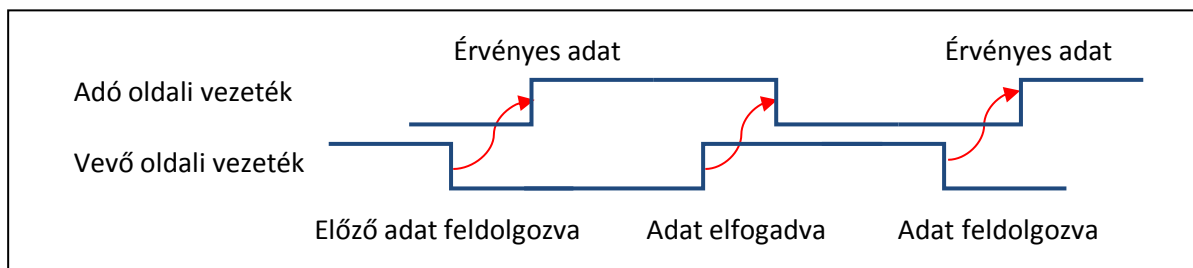 Érvényes adat Érvényes adat
Adó oldali vezeték
Vevő oldali vezeték
Előző adat feldolgozva Adat elfogadva Adat feldolgozva